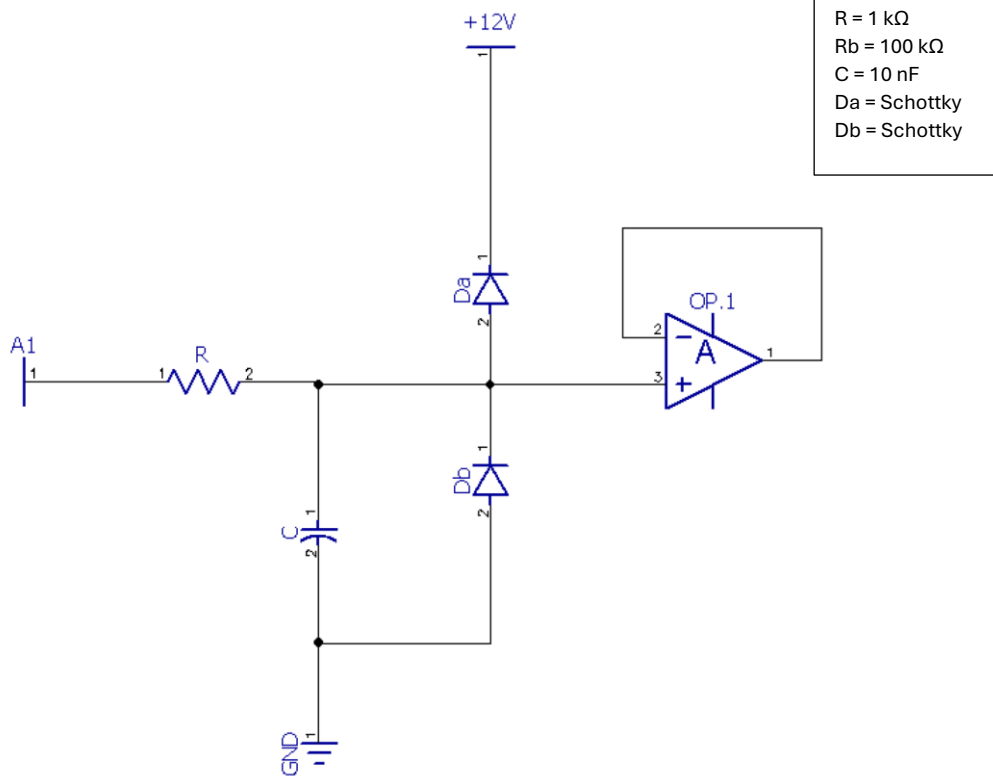 +12V
1
R = 1 kΩ
Rb = 100 kΩ
C = 10 nF
Da = Schottky
Db = Schottky
1
Da
2
OP.1
2
A
1
3
A1
1
R
1
2
1
Db
2
1
C
2
1
GND